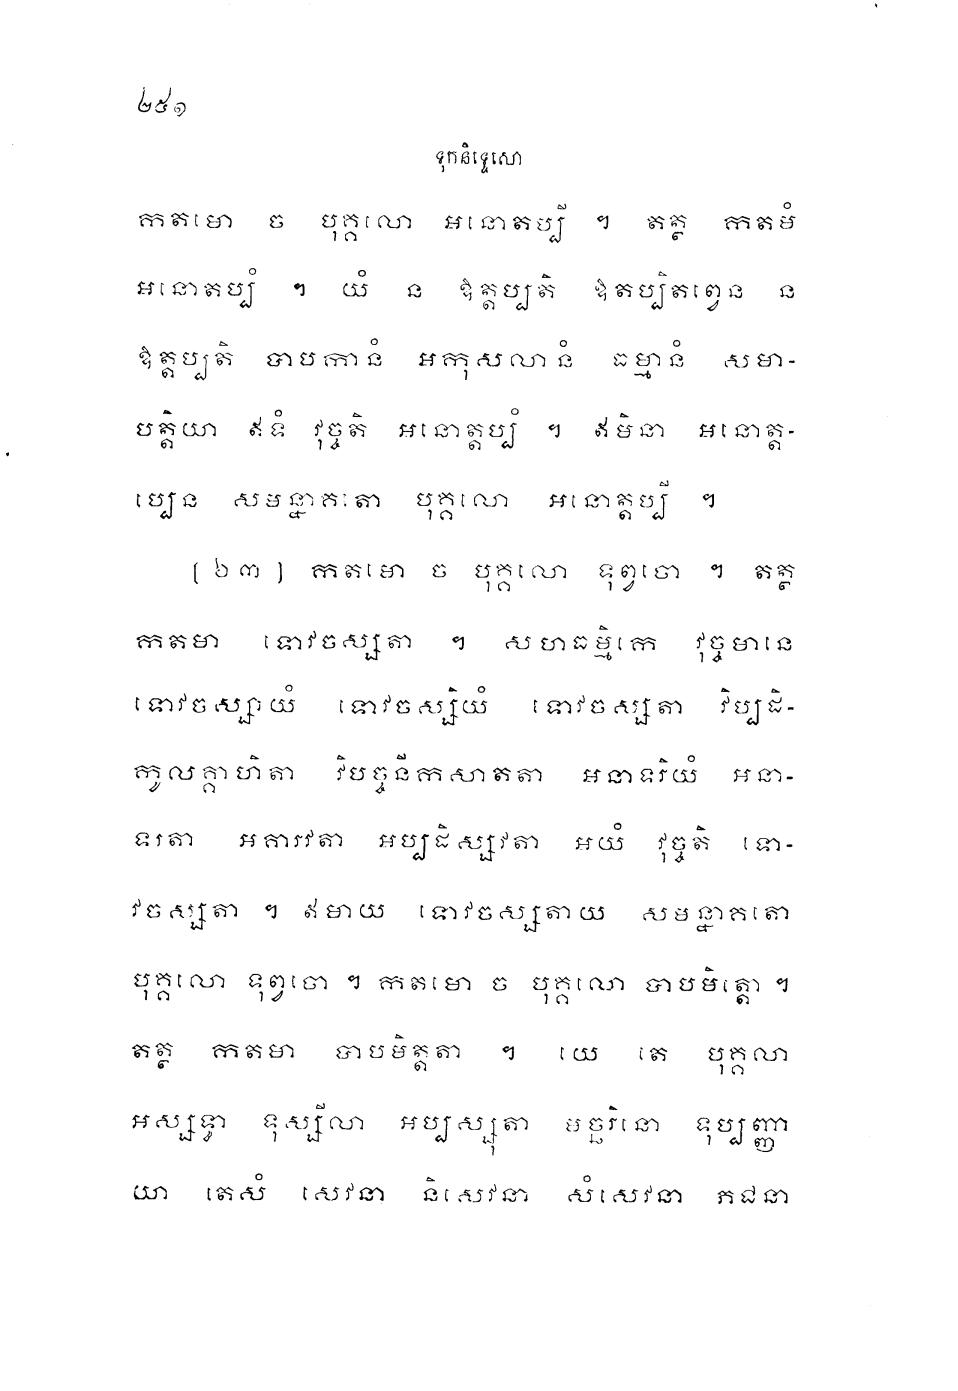 ២៥១
ទុកនិទ្ទេសោ
កតមោ ច បុគ្គលោ អនោតប្បី ។ តត្ថ កតមំ
អនោតប្បំ ។ យំ ន ឱត្តប្បតិ ឱតប្បិតព្វេន ន
ឱត្តប្បតិ បាបកានំ អកុសលានំ ធម្មានំ សមា-
បត្តិយា ឥទំ វុច្ចតិ អនោត្តប្បំ ។ ឥមិនា អនោត្ត-
ប្បេន សមន្នាគតោ បុគ្គលោ អនោត្តប្បី ។
[៦៣] កតមោ ច បុគ្គលោ ទុព្វចោ ។ តត្ថ
កតមា ទោវចស្សតា ។ សហធម្មិកេ វុច្ចមានេ
ទោវចស្សាយំ ទោវចស្សិយំ ទោវចស្សតា វិប្បដិ-
កូលគ្គាហិតា វិបច្ចនីកសាតតា អនាទរិយំ អនា-
ទរតា អគារវតា អប្បដិស្សវតា អយំ វុច្ចតិ ទោ-
វចស្សតា ។ ឥមាយ ទោវចស្សតាយ សមន្នាគតោ
បុគ្គលោ ទុព្វចោ ។ កតមោ ច បុគ្គលោ បាបមិត្តោ ។
តត្ថ កតមា បាបមិត្តតា ។ យេ តេ បុគ្គលា
អស្សទ្ធា ទុស្សីលា អប្បស្សុតា មច្ឆរិនោ ទុប្បញ្ញា
យា តេសំ សេវនា និសេវនា សំសេវនា ភជនា